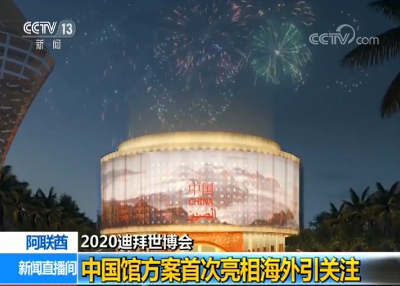 CCTV 13
新闻
CCTV.com
中国
CHINA
الصين
阿联酋
2020迪拜世博会
新闻直播间
中国馆方案首次亮相海外引关注